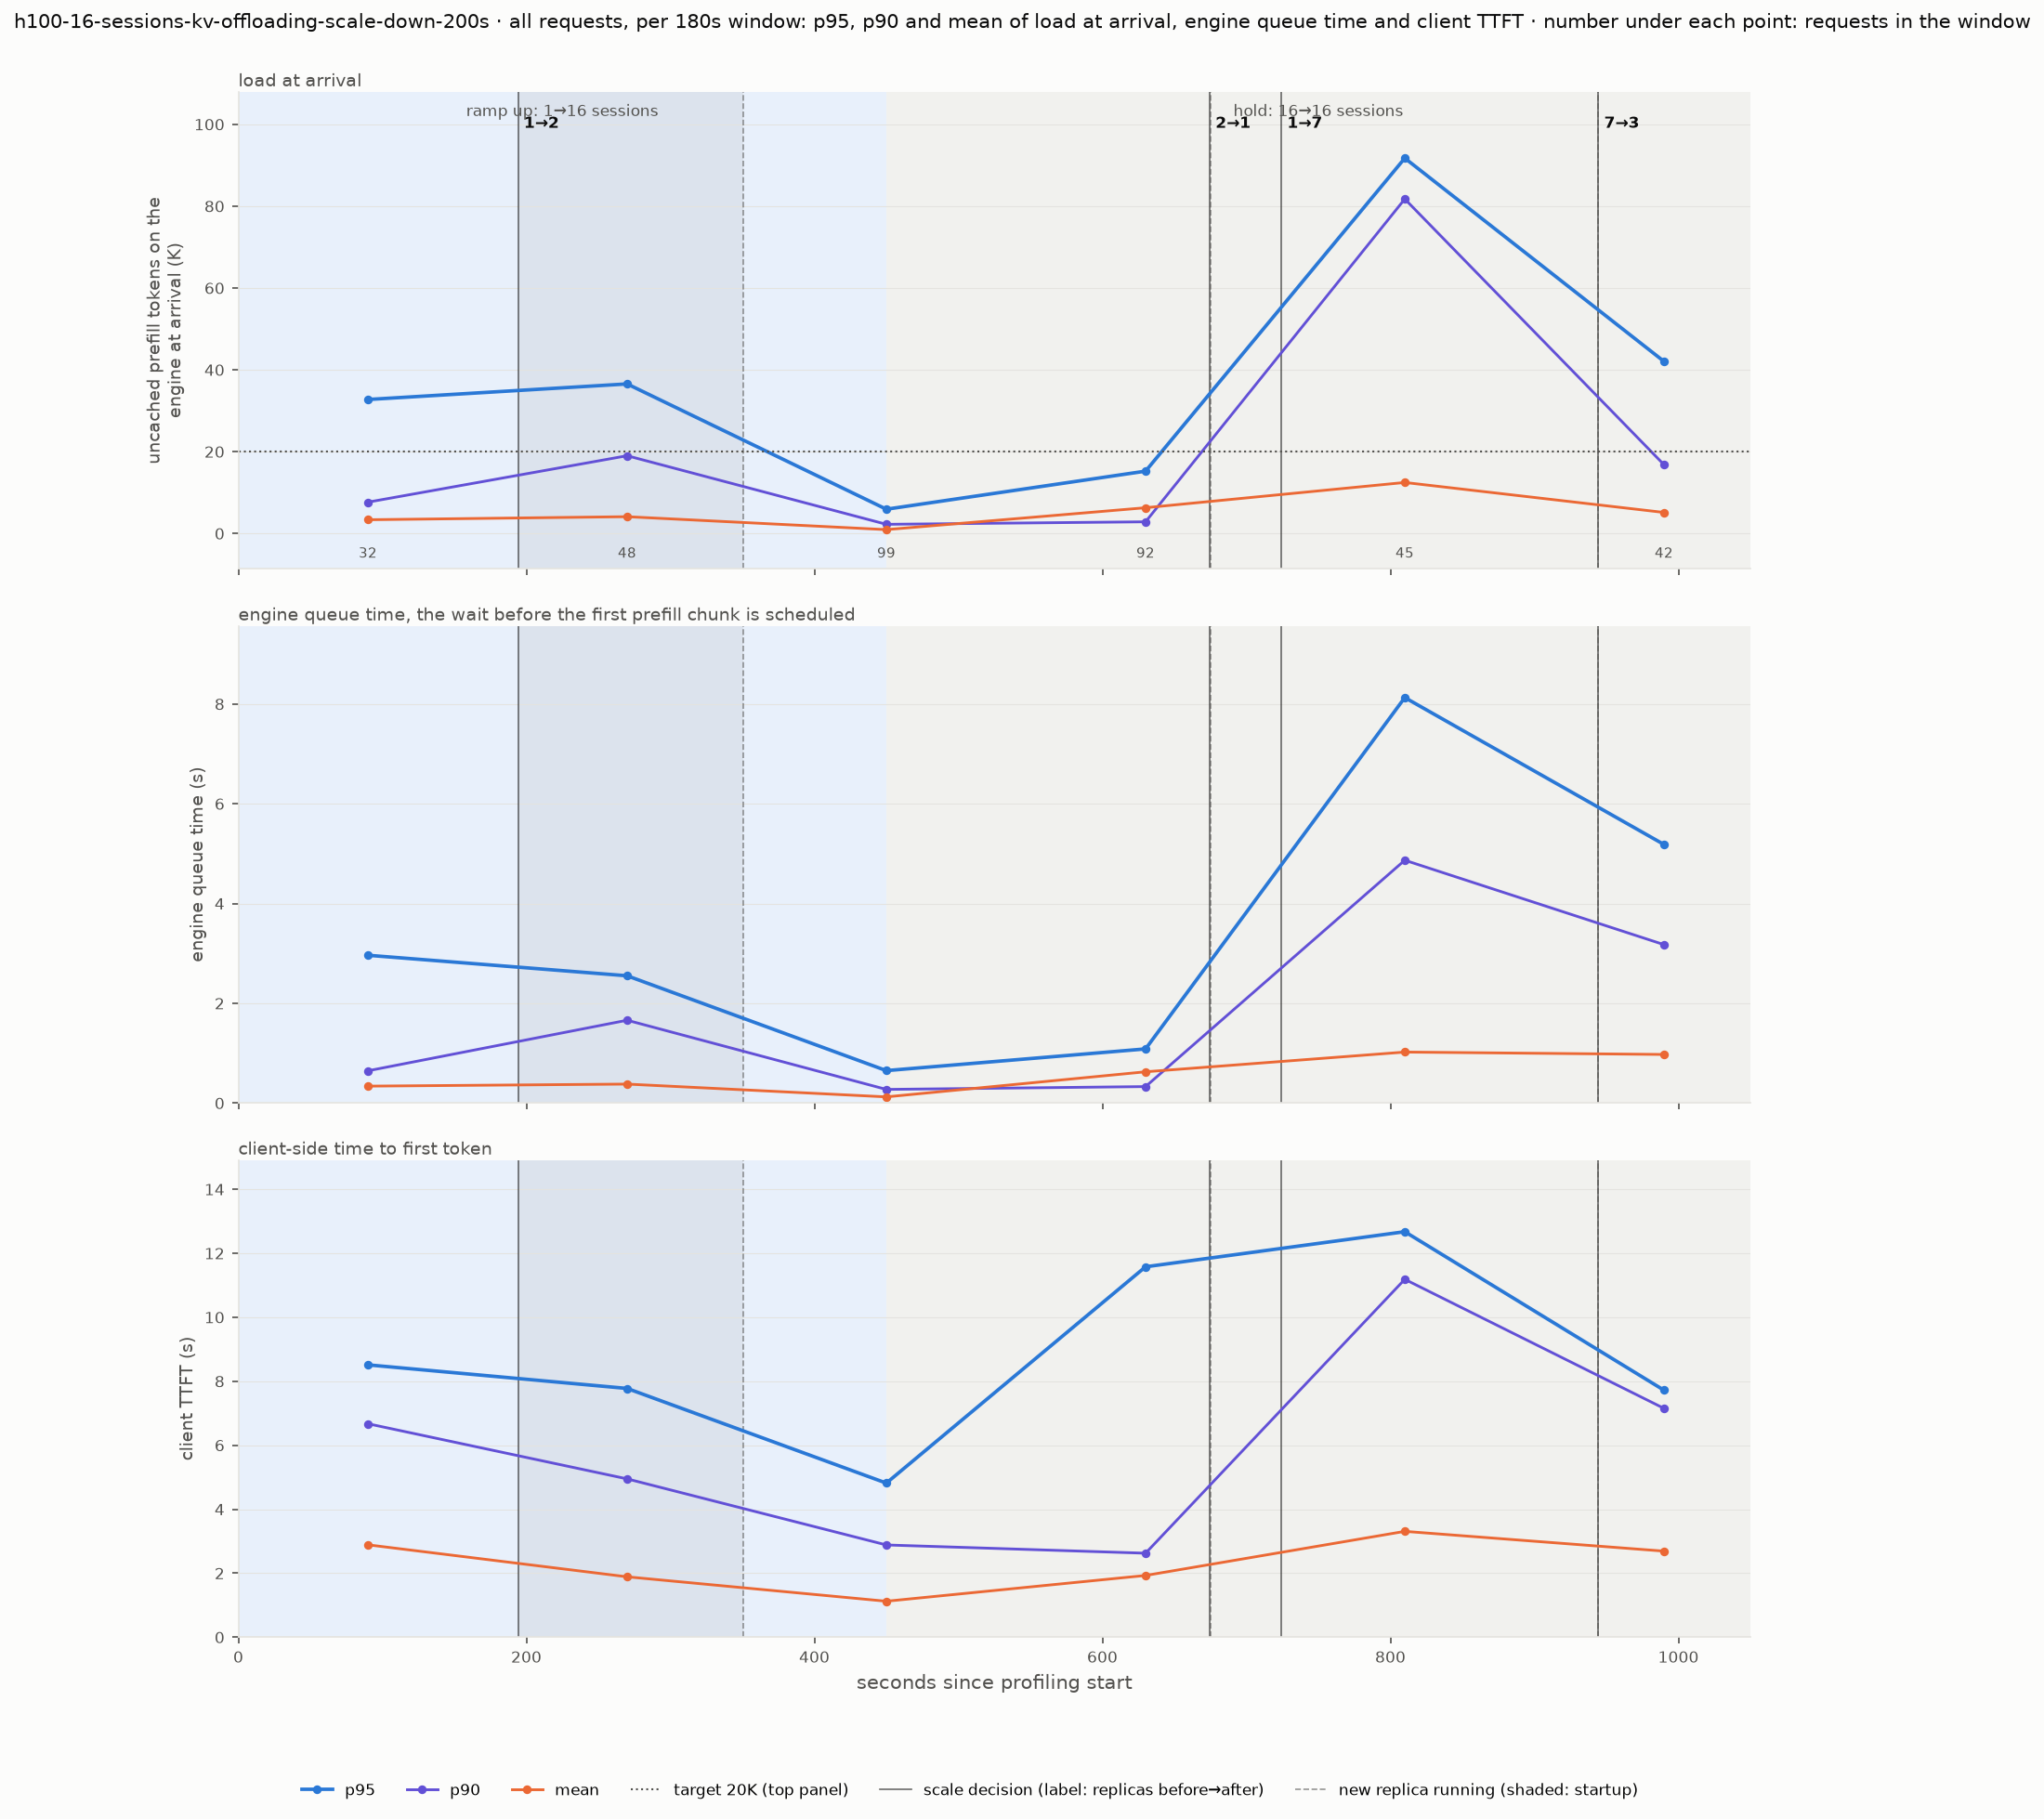 h100-16-sessions-kv-offloading-scale-down-200s · all requests, per 180s window: p95, p90 and mean of load at arrival, engine queue time and client TTFT · number under each point: requests in the window
load at arrival
ramp up: 1→16 sessions
hold: 16→16 sessions
1→2
2→1
1→7
7→3
uncached prefill tokens on the
engine at arrival (K)
100
80
60
40
20
0
32
48
99
92
45
42
engine queue time, the wait before the first prefill chunk is scheduled
engine queue time (s)
8
6
4
2
0
client-side time to first token
client TTFT (s)
14
12
10
8
6
4
2
0
0
200
400
600
800
1000
seconds since profiling start
p95
p90
mean
target 20K (top panel)
scale decision (label: replicas before→after)
new replica running (shaded: startup)